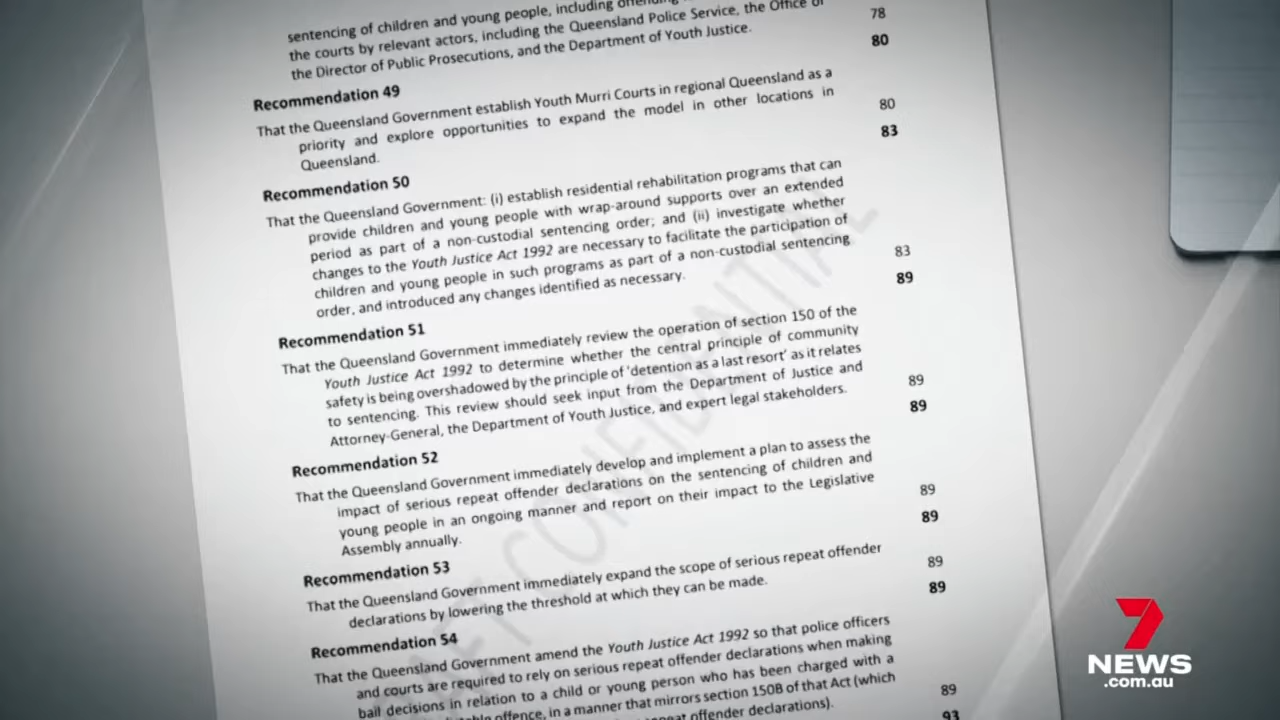 sentencing of children and young people, including
the courts by relevant actors, including the Queensland Police Service, the Office of
the Director of Public Prosecutions, and the Department of Youth Justice. 78
Recommendation 49 80
That the Queensland Government establish Youth Murri Courts in regional Queensland as a
priority and explore opportunities to expand the model in other locations in
Queensland. 80
Recommendation 50 83
That the Queensland Government: (i) establish residential rehabilitation programs that can
provide children and young people with wrap-around supports over an extended
period as part of a non-custodial sentencing order; and (ii) investigate whether
changes to the Youth Justice Act 1992 are necessary to facilitate the participation of
children and young people in such programs as part of a non-custodial sentencing
order, and introduced any changes identified as necessary. 83
Recommendation 51 89
That the Queensland Government immediately review the operation of section 150 of the
Youth Justice Act 1992 to determine whether the central principle of community
safety is being overshadowed by the principle of 'detention as a last resort' as it relates
to sentencing. This review should seek input from the Department of Justice and
Attorney-General, the Department of Youth Justice, and expert legal stakeholders. 89
Recommendation 52 89
That the Queensland Government immediately develop and implement a plan to assess the
impact of serious repeat offender declarations on the sentencing of children and
young people in an ongoing manner and report on their impact to the Legislative
Assembly annually. 89
Recommendation 53 89
That the Queensland Government immediately expand the scope of serious repeat offender
declarations by lowering the threshold at which they can be made. 89
Recommendation 54 89
That the Queensland Government amend the Youth Justice Act 1992 so that police officers
and courts are required to rely on serious repeat offender declarations when making
bail decisions in relation to a child or young person who has been charged with a
offence, in a manner that mirrors section 150B of that Act (which
offender declarations). 89
93
CONFIDENTIAL
7
NEWS
.com.au